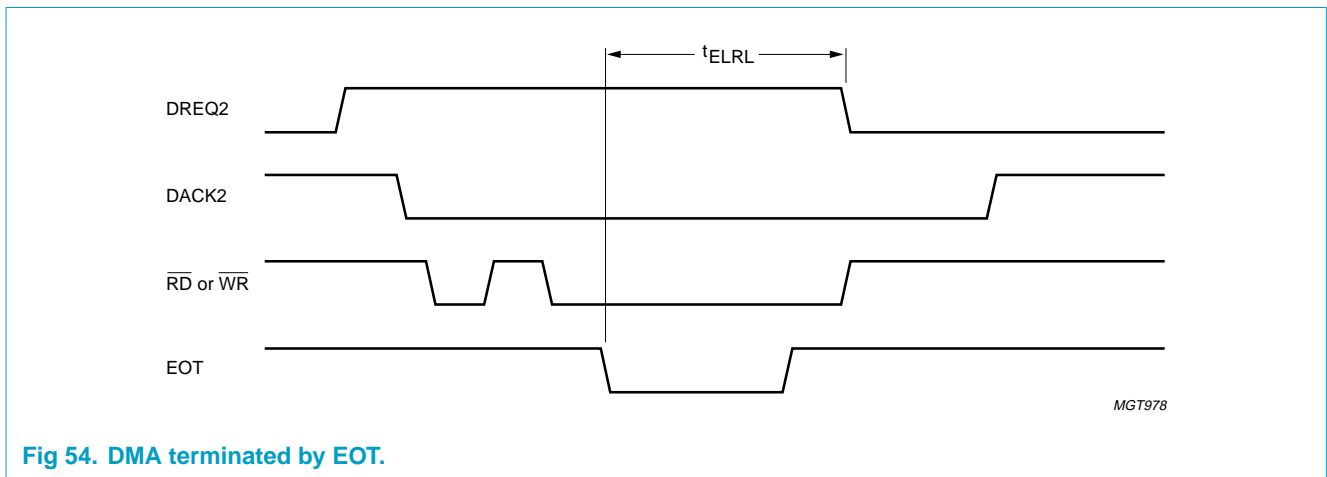 tELRL
DREQ2
DACK2
RD or WR
EOT
MGT978
Fig 54. DMA terminated by EOT.